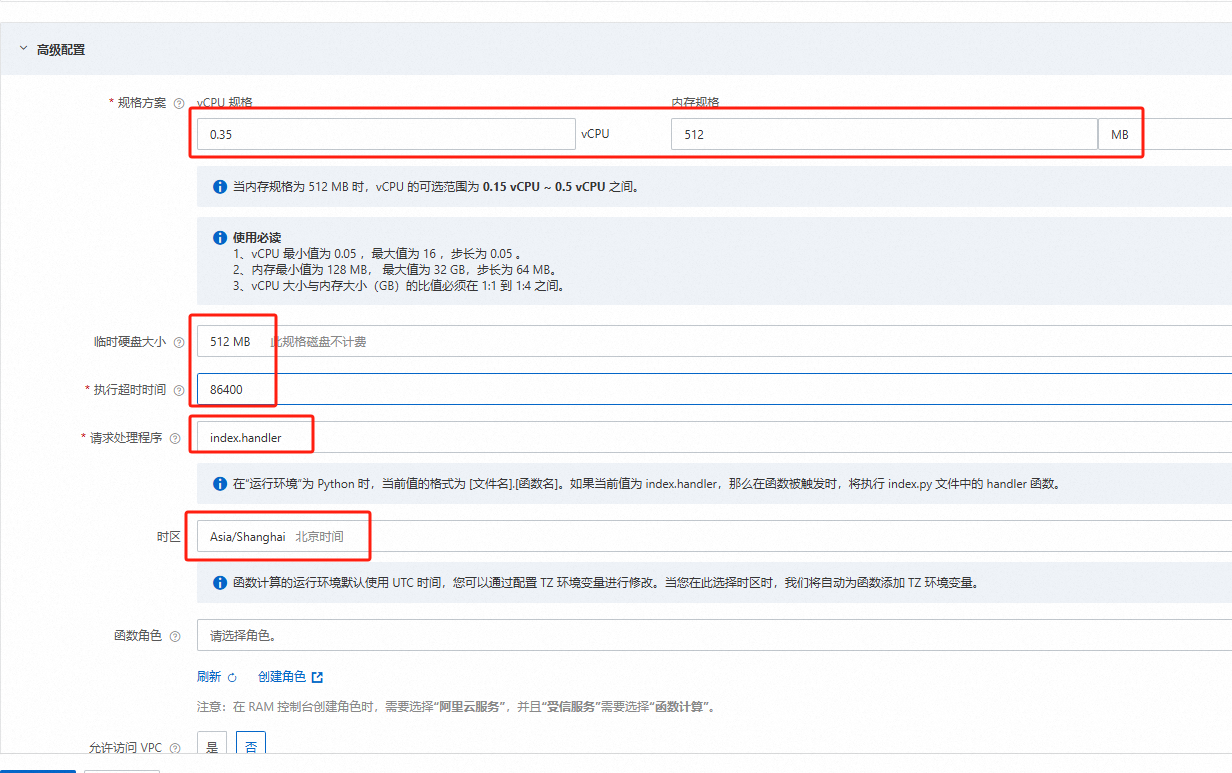 高级配置
* 规格方案
vCPU 规格
内存规格
0.35
vCPU
512
MB
当内存规格为 512 MB 时，vCPU 的可选范围为 0.15 vCPU ~ 0.5 vCPU 之间。
使用必读
1、vCPU 最小值为 0.05 ，最大值为 16 ，步长为 0.05 。
2、内存最小值为 128 MB， 最大值为 32 GB，步长为 64 MB。
3、vCPU 大小与内存大小（GB）的比值必须在 1:1 到 1:4 之间。
临时硬盘大小
512 MB
此规格磁盘不计费
* 执行超时时间
86400
* 请求处理程序
index.handler
在“运行环境”为 Python 时，当前值的格式为 [文件名].[函数名]。如果当前值为 index.handler，那么在函数被触发时，将执行 index.py 文件中的 handler 函数。
时区
Asia/Shanghai 北京时间
函数计算的运行环境默认使用 UTC 时间，您可以通过配置 TZ 环境变量进行修改。当您在此选择时区时，我们将自动为函数添加 TZ 环境变量。
函数角色
请选择角色。
刷新
创建角色
注意：在 RAM 控制台创建角色时，需要选择“阿里云服务”，并且“受信服务”需要选择“函数计算”。
允许访问 VPC
是
否